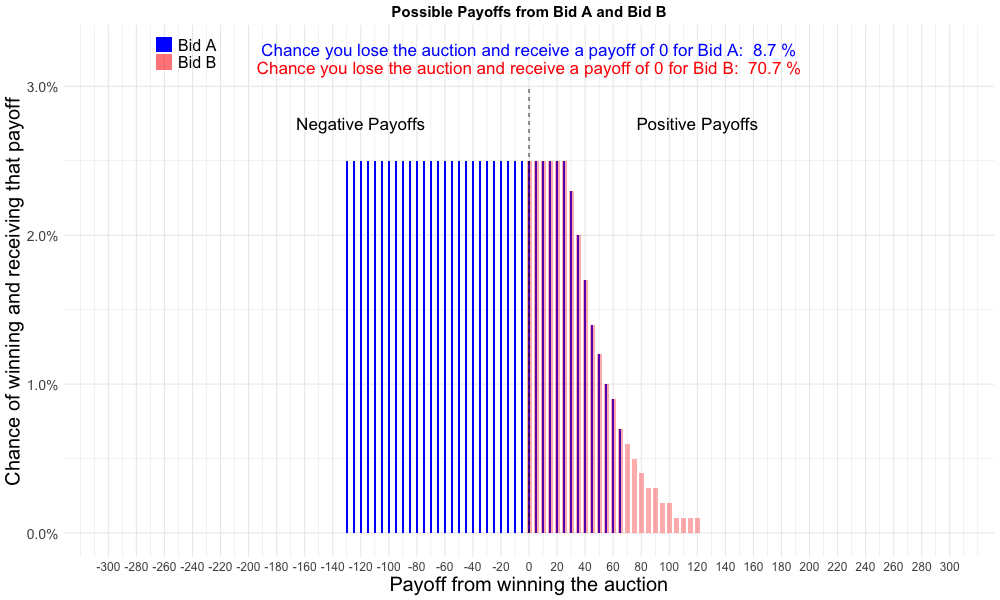 Possible Payoffs from Bid A and Bid B
Bid A
Bid B
Chance you lose the auction and receive a payoff of 0 for Bid A:  8.7 %
Chance you lose the auction and receive a payoff of 0 for Bid B:  70.7 %
Negative Payoffs
Positive Payoffs
Chance of winning and receiving that payoff
3.0%
2.0%
1.0%
0.0%
-300 -280 -260 -240 -220 -200 -180 -160 -140 -120 -100 -80 -60 -40 -20 0 20 40 60 80 100 120 140 160 180 200 220 240 260 280 300
Payoff from winning the auction